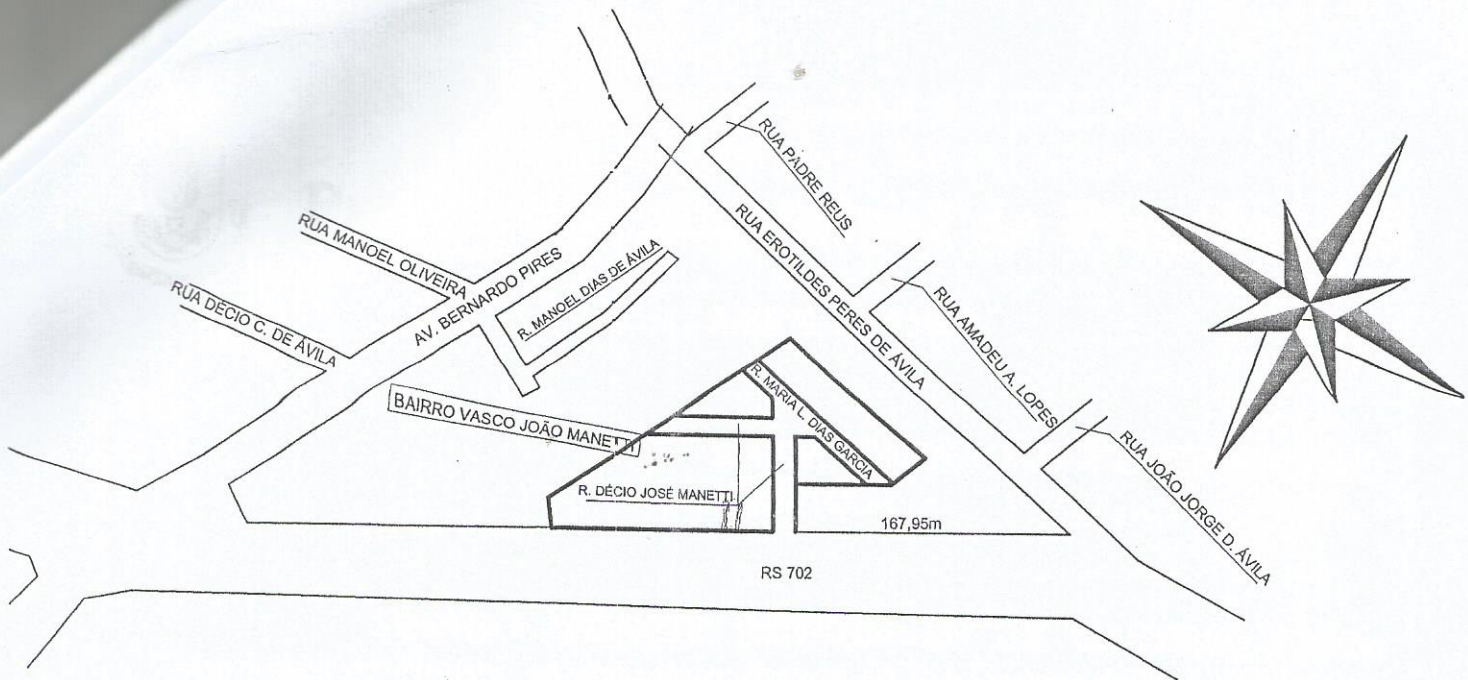 RUA PADRE REUS
RUA MANOEL OLIVEIRA
RUA DÉCIO C. DE ÁVILA
AV. BERNARDO PIRES
R. MANOEL DIAS DE ÁVILA
RUA EROTILDES PERES DE ÁVILA
RUA AMADEU A. LOPES
RUA JOÃO JORGE D. ÁVILA
BAIRRO VASCO JOÃO MANETTI
R. MARIA L. DIAS GARCIA
R. DÉCIO JOSÉ MANETTI
167,95m
RS 702